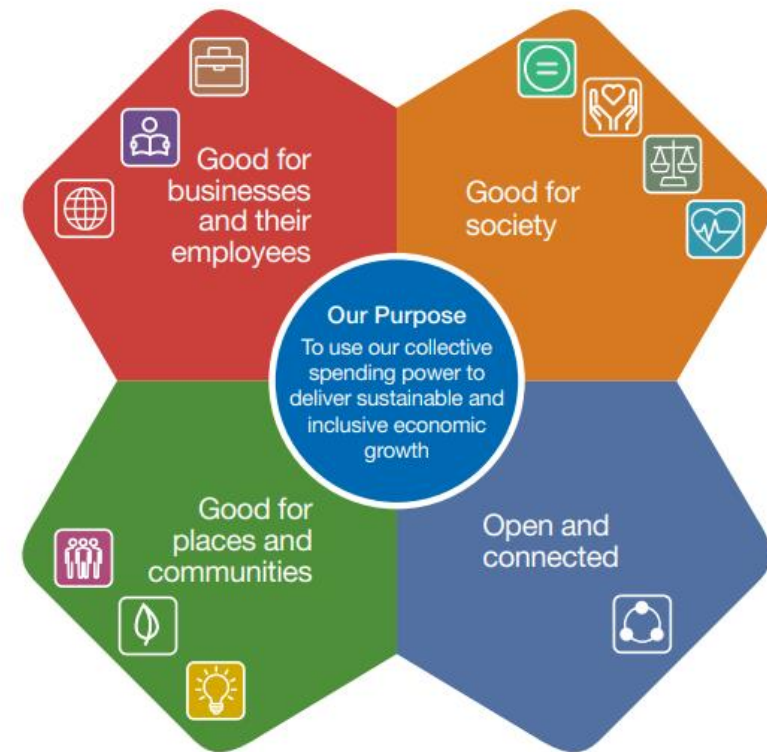 Good for
businesses
and their
employees
Good for
society
Our Purpose
To use our collective
spending power to
deliver sustainable and
inclusive economic
growth
Good for
places and
communities
Open and
connected